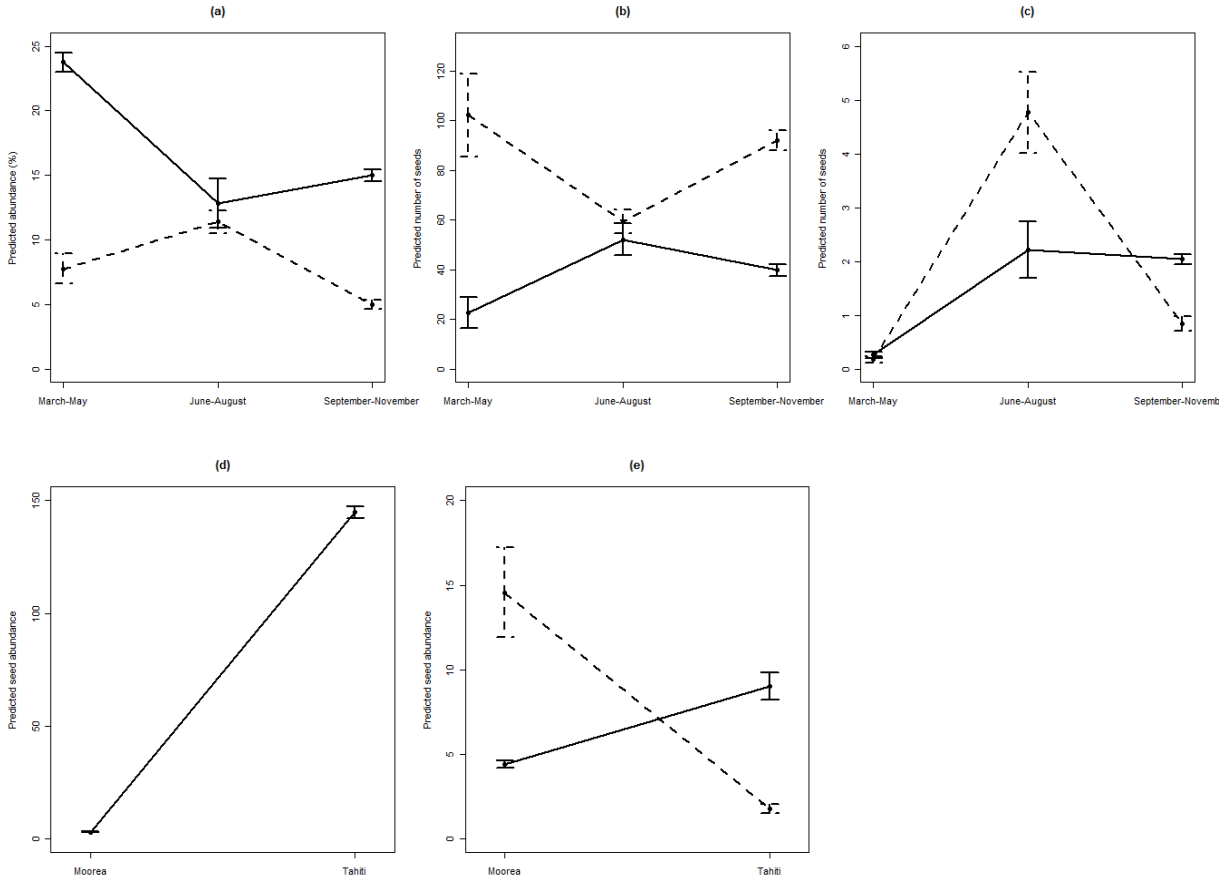 (a)
Predicted abundance (%)
25
20
15
10
5
0
March-May
June-August
September-November
(b)
Predicted number of seeds
120
100
80
60
40
20
0
March-May
June-August
September-November
(c)
Predicted number of seeds
6
5
4
3
2
1
0
March-May
June-August
September-Novemb
(d)
Predicted seed abundance
150
100
50
0
Moorea
Tahiti
(e)
Predicted seed abundance
20
15
10
5
0
Moorea
Tahiti